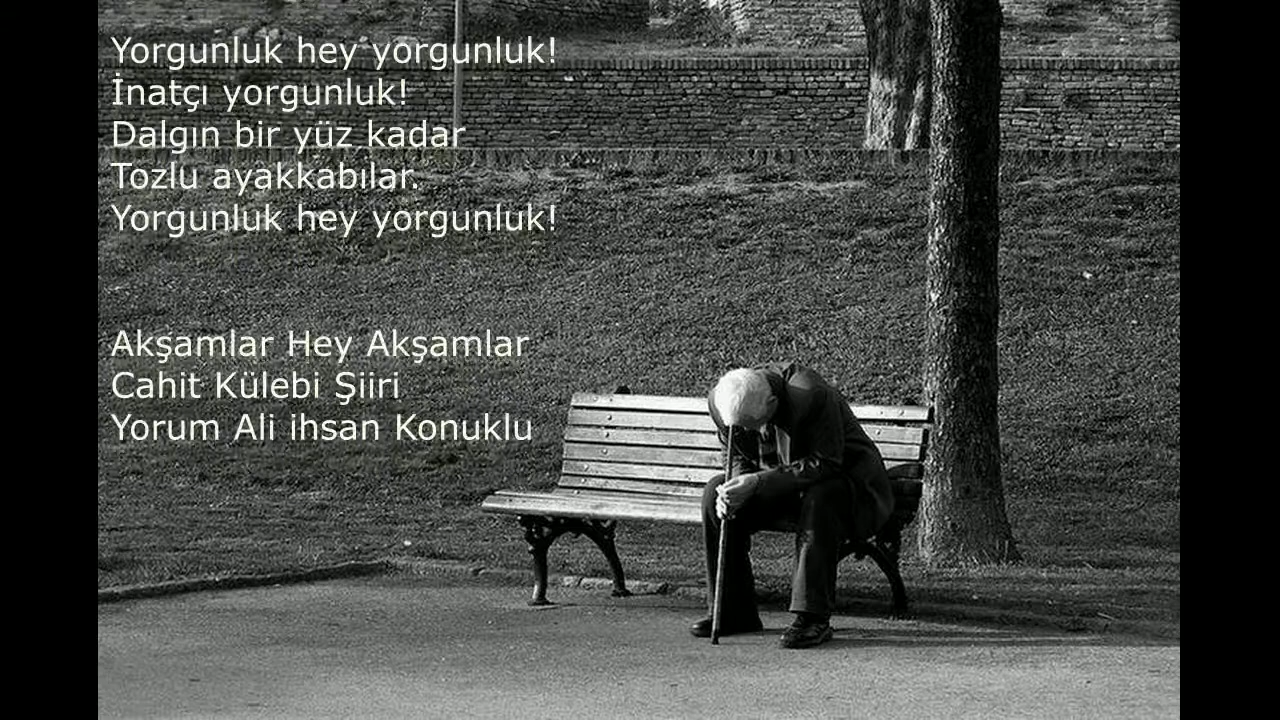 Yorgunluk hey yorgunluk!
İnatçı yorgunluk!
Dalgın bir yüz kadar
Tozlu ayakkabılar.
Yorgunluk hey yorgunluk!
Akşamlar Hey Akşamlar
Cahit Külebi Şiiri
Yorum Ali ihsan Konuklu